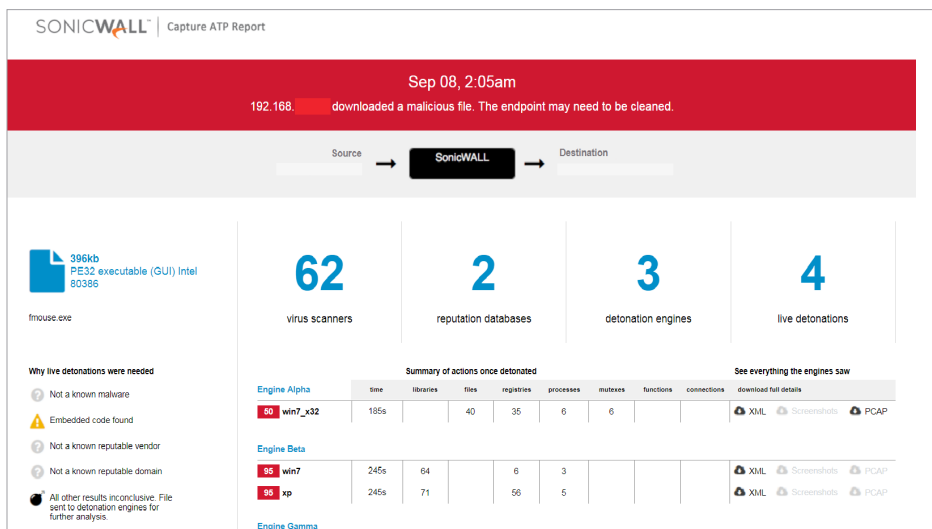 SONICWALL™ | Capture ATP Report
Sep 08, 2:05am
192.168. downloaded a malicious file. The endpoint may need to be cleaned.
Source
SonicWALL
Destination
396kb
PE32 executable (GUI) Intel
80386
fmouse.exe
62
virus scanners
2
reputation databases
3
detonation engines
4
live detonations
Why live detonations were needed
Not a known malware
Embedded code found
Not a known reputable vendor
Not a known reputable domain
All other results inconclusive. File
sent to detonation engines for
further analysis.
Summary of actions once detonated
See everything the engines saw
Engine Alpha time libraries files registries processes mutexes functions connections download full details
50 win7_x32 185s 40 35 6 6 XML Screenshots PCAP
Engine Beta
95 win7 245s 64 6 3 XML Screenshots PCAP
95 xp 245s 71 56 5 XML Screenshots PCAP
Engine Gamma